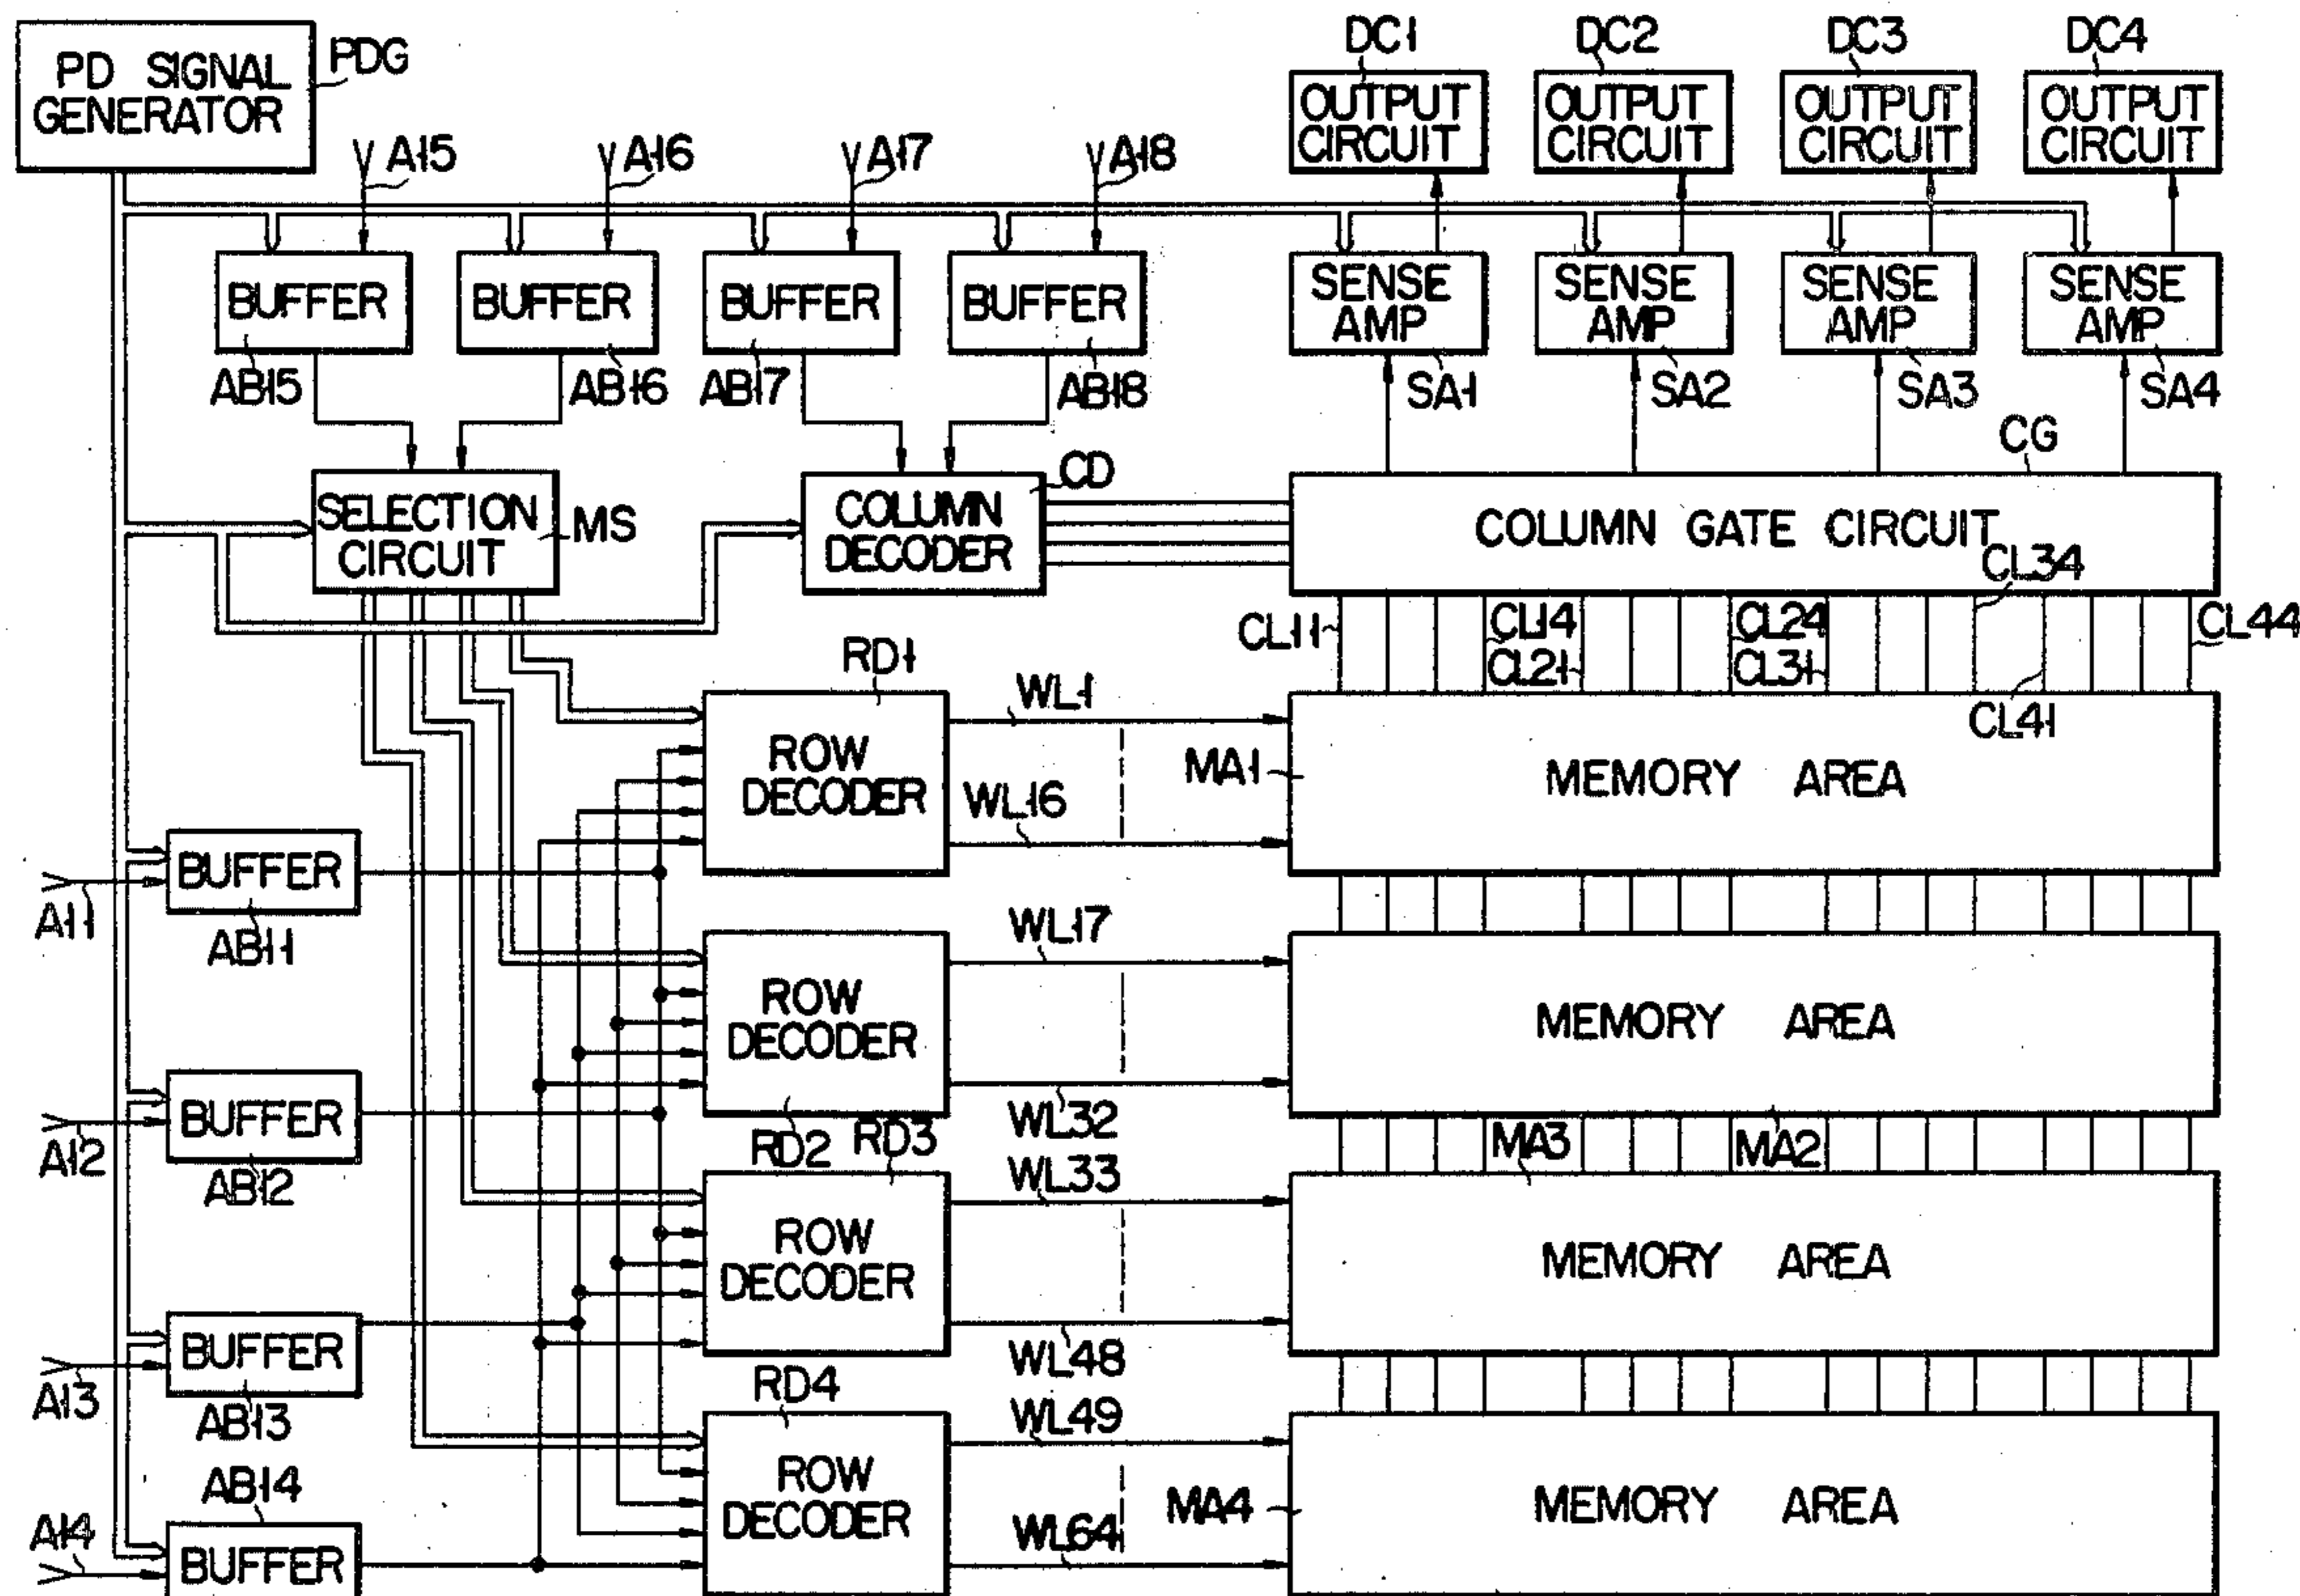 PD SIGNAL
GENERATOR
PDG
DC1
DC2
DC3
DC4
OUTPUT
CIRCUIT
OUTPUT
CIRCUIT
OUTPUT
CIRCUIT
OUTPUT
CIRCUIT
A15
A16
A17
A18
BUFFER
BUFFER
BUFFER
BUFFER
SENSE
AMP
SENSE
AMP
SENSE
AMP
SENSE
AMP
AB15
AB16
AB17
AB18
SA1
SA2
SA3
SA4
SELECTION
CIRCUIT
MS
COLUMN
DECODER
CD
CG
COLUMN GATE CIRCUIT
CL11
CL14
CL21
CL24
CL31
CL34
CL41
CL44
RD1
ROW
DECODER
WL1
WL16
MA1
MEMORY AREA
BUFFER
A11
AB11
ROW
DECODER
RD2
WL17
WL32
MEMORY AREA
MA2
BUFFER
A12
AB12
RD3
ROW
DECODER
WL33
WL48
MA3
MEMORY AREA
BUFFER
A13
AB13
RD4
ROW
DECODER
WL49
WL64
MA4
MEMORY AREA
AB14
A14
BUFFER